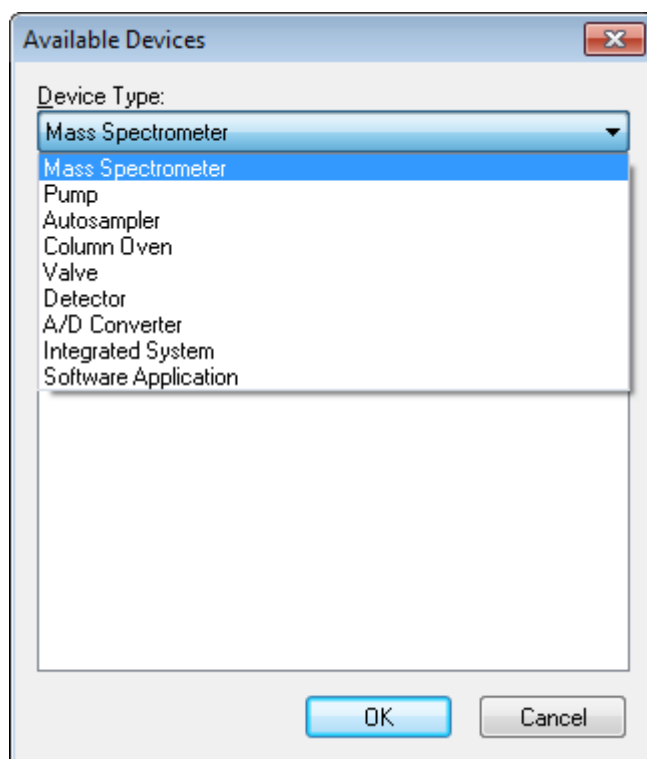 Available Devices
Device Type:
Mass Spectrometer
Mass Spectrometer
Pump
Autosampler
Column Oven
Valve
Detector
A/D Converter
Integrated System
Software Application
OK
Cancel